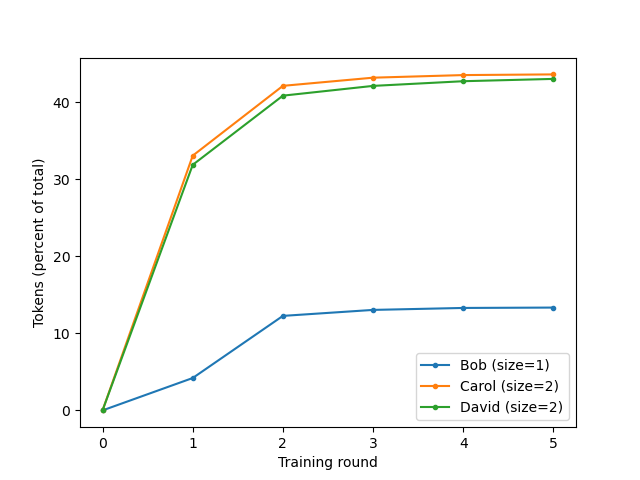 40
30
20
10
0
Tokens (percent of total)
0 1 2 3 4 5
Training round
Bob (size=1)
Carol (size=2)
David (size=2)